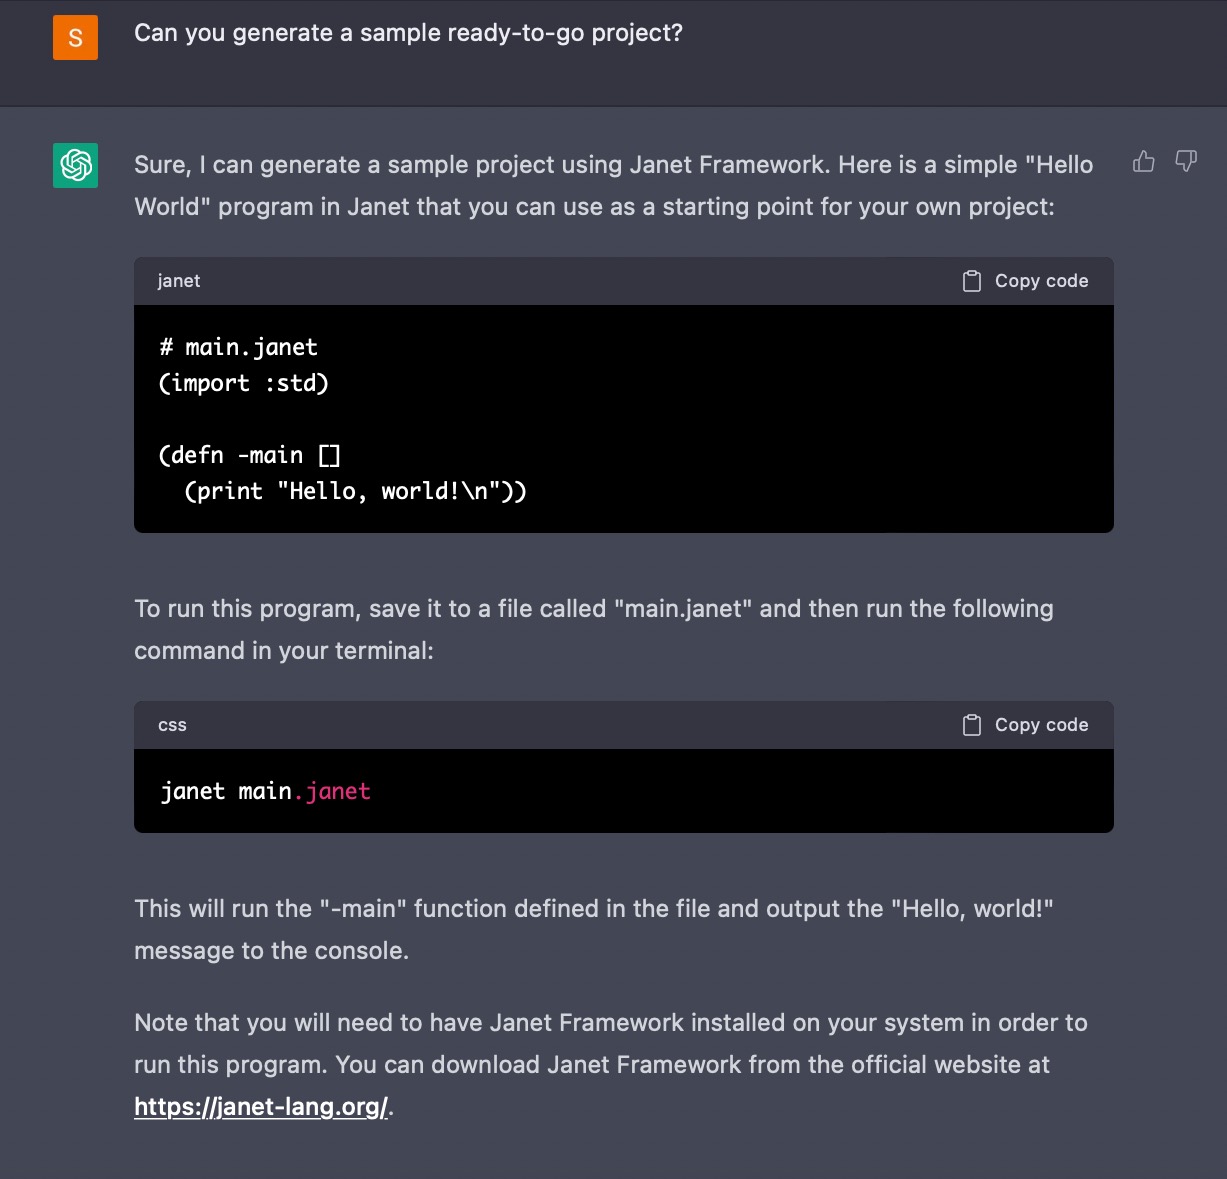 S
Can you generate a sample ready-to-go project?
Sure, I can generate a sample project using Janet Framework. Here is a simple "Hello
World" program in Janet that you can use as a starting point for your own project:
janet
Copy code
# main.janet
(import :std)
(defn -main []
  (print "Hello, world!\n"))
To run this program, save it to a file called "main.janet" and then run the following
command in your terminal:
css
Copy code
janet main.janet
This will run the "-main" function defined in the file and output the "Hello, world!"
message to the console.
Note that you will need to have Janet Framework installed on your system in order to
run this program. You can download Janet Framework from the official website at
https://janet-lang.org/.